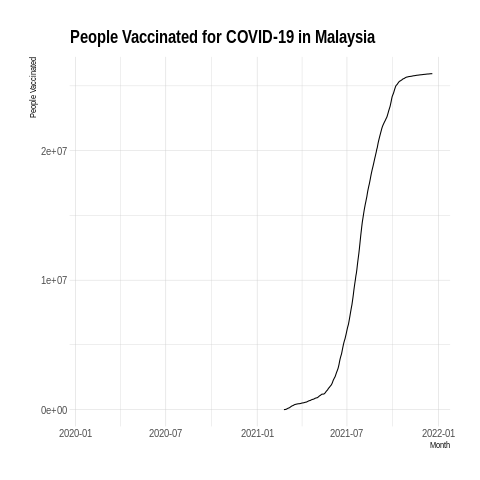 People Vaccinated for COVID-19 in Malaysia
People Vaccinated
2e+07
1e+07
0e+00
2020-01 2020-07 2021-01 2021-07 2022-01
Month